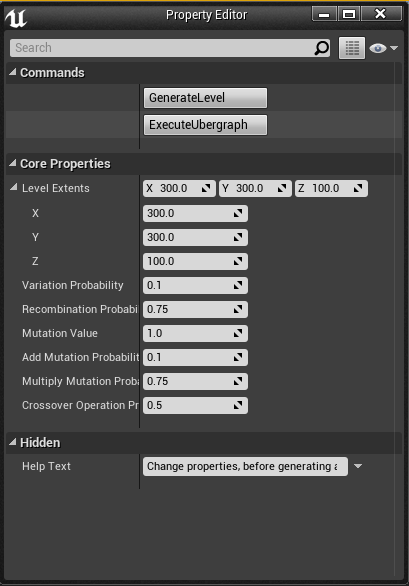 Property Editor
Search
Commands
GenerateLevel
ExecuteUbergraph
Core Properties
Level Extents X 300.0 Y 300.0 Z 100.0
X 300.0
Y 300.0
Z 100.0
Variation Probability 0.1
Recombination Probabi 0.75
Mutation Value 1.0
Add Mutation Probabilit 0.1
Multiply Mutation Proba 0.75
Crossover Operation Pr 0.5
Hidden
Help Text Change properties, before generating a